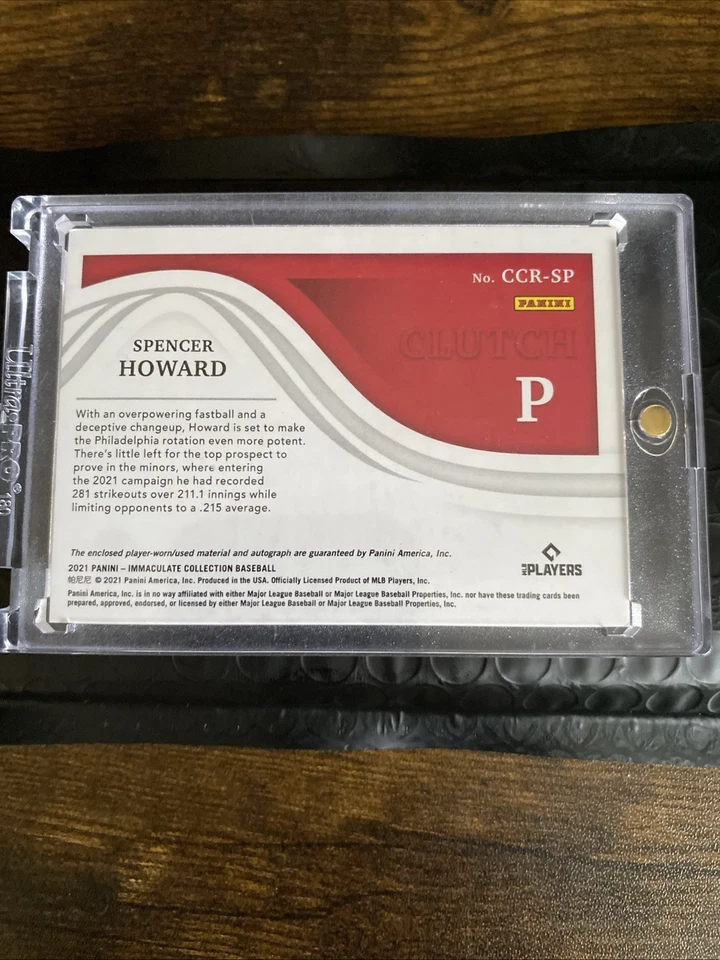 No. CCR-SP
PANINI
CLUTCH
P
SPENCER
HOWARD
With an overpowering fastball and a
deceptive changeup, Howard is set to make
the Philadelphia rotation even more potent.
There's little left for the top prospect to
prove in the minors, where entering
the 2021 campaign he had recorded
281 strikeouts over 211.1 innings while
limiting opponents to a .215 average.
The enclosed player-worn/used material and autograph are guaranteed by Panini America, Inc.
2021 PANINI – IMMACULATE COLLECTION BASEBALL
帕尼尼 © 2021 Panini America, Inc. Produced in the USA. Officially Licensed Product of MLB Players, Inc.
Panini America, Inc. is in no way affiliated with either Major League Baseball or Major League Baseball Properties, Inc. nor have these trading cards been
prepared, approved, endorsed, or licensed by either Major League Baseball or Major League Baseball Properties, Inc.
MLB PLAYERS
Ultra PRO
180